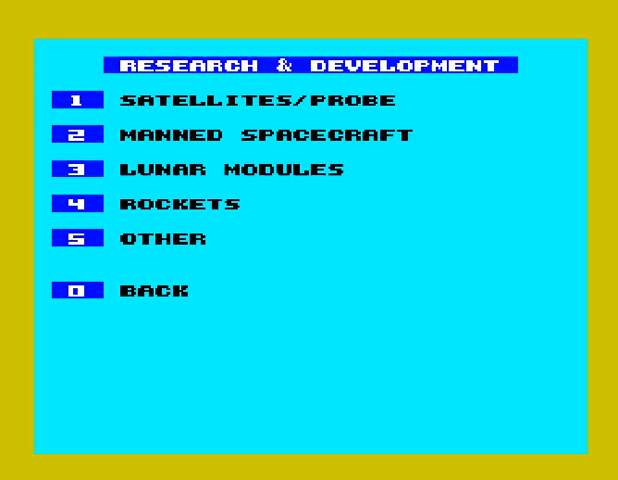 RESEARCH & DEVELOPMENT
1 SATELLITES/PROBE
2 MANNED SPACECRAFT
3 LUNAR MODULES
4 ROCKETS
5 OTHER
0 BACK